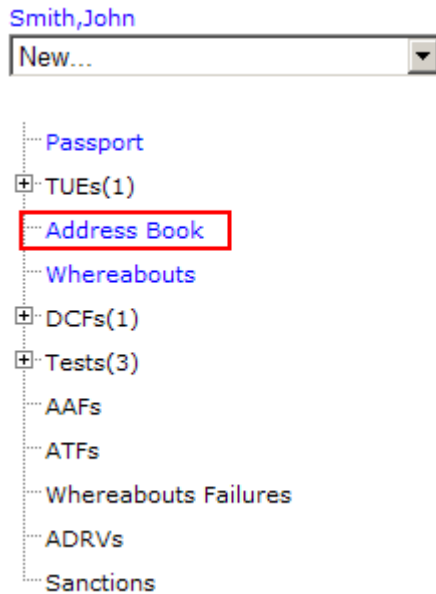 Smith,John
New...
Passport
TUEs(1)
Address Book
Whereabouts
DCFs(1)
Tests(3)
AAFs
ATFs
Whereabouts Failures
ADRVs
Sanctions